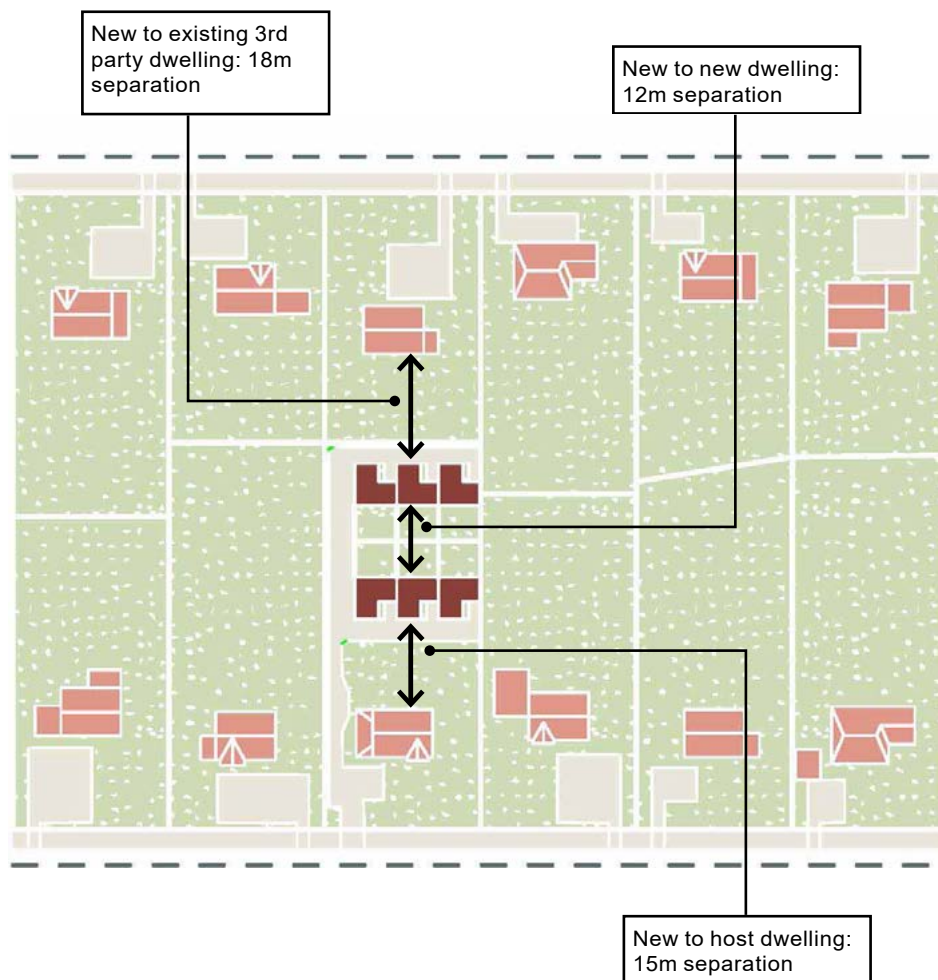 New to existing 3rd
party dwelling: 18m
separation
New to new dwelling:
12m separation
New to host dwelling:
15m separation